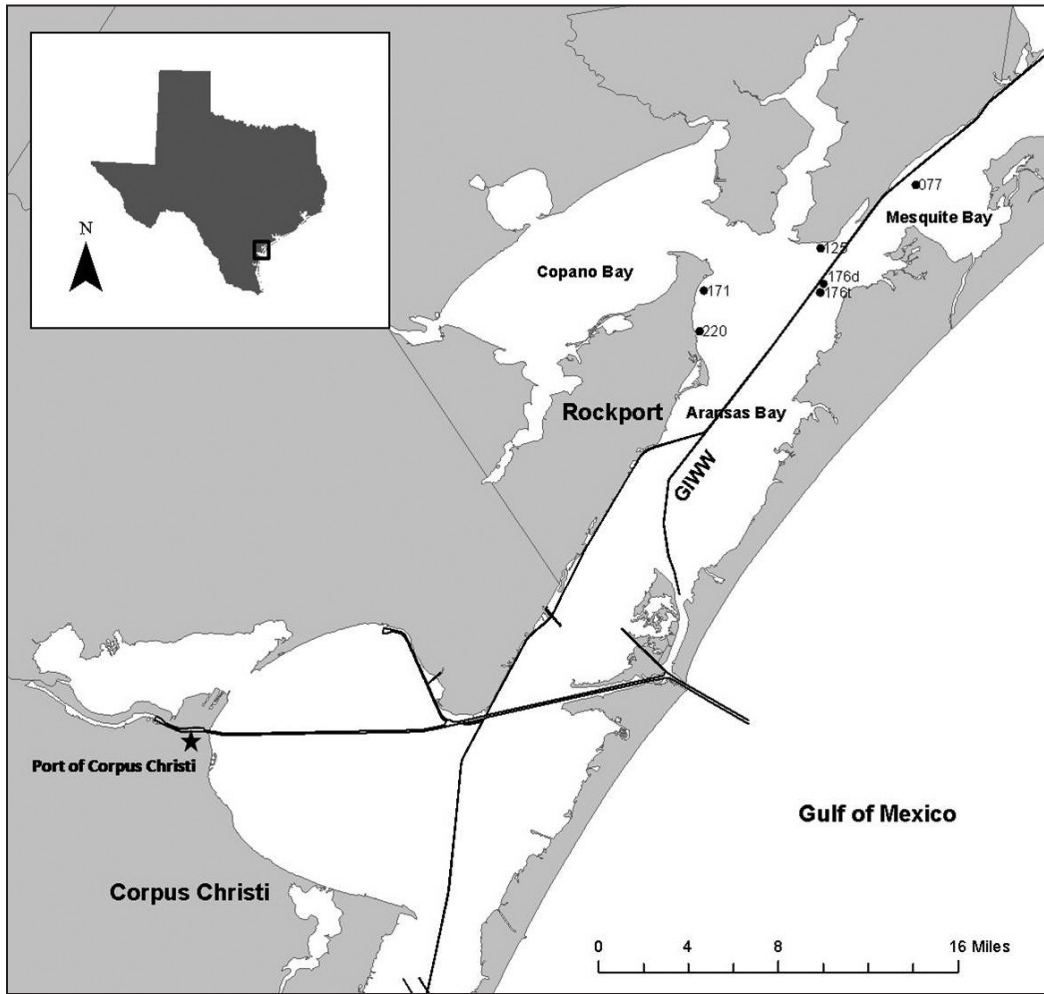 N
077
Mesquite Bay
125
Copano Bay
176d
171
176t
220
Rockport
Aransas Bay
GIWW
Port of Corpus Christi
Gulf of Mexico
Corpus Christi
0 4 8 16 Miles